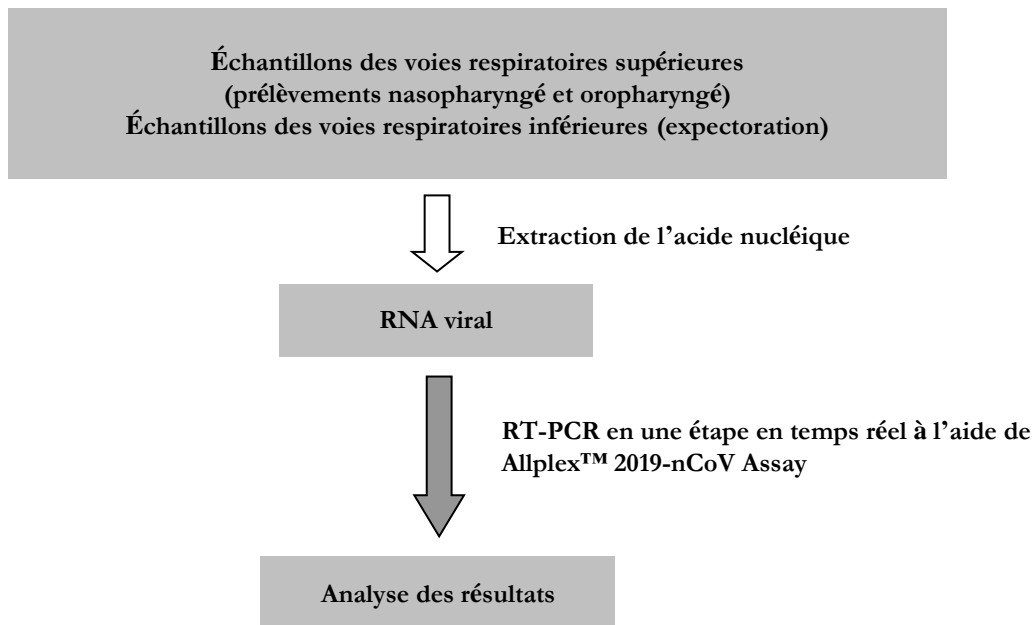 Échantillons des voies respiratoires supérieures
(prélèvements nasopharyngé et oropharyngé)
Échantillons des voies respiratoires inférieures (expectoration)
Extraction de l’acide nucléique
RNA viral
RT-PCR en une étape en temps réel à l’aide de
Allplex™ 2019-nCoV Assay
Analyse des résultats